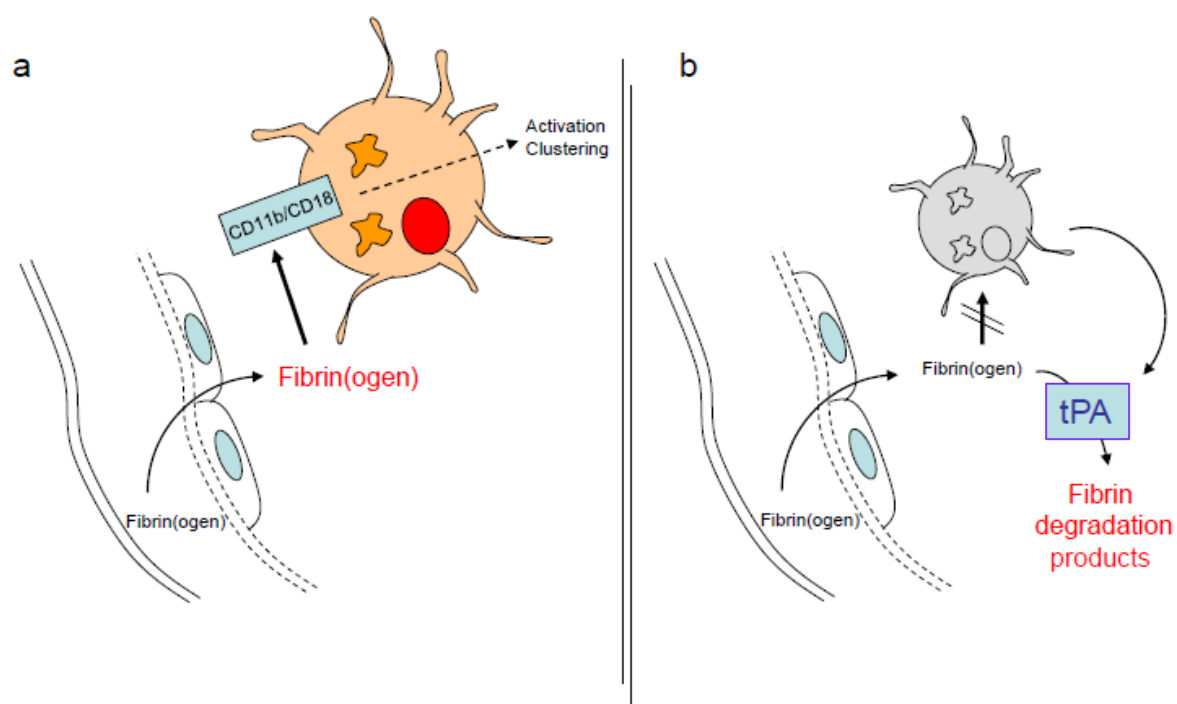 a
Activation
Clustering
CD11b/CD18
Fibrin(ogen)
Fibrin(ogen)
b
Fibrin(ogen)
tPA
Fibrin
degradation
products
Fibrin(ogen)